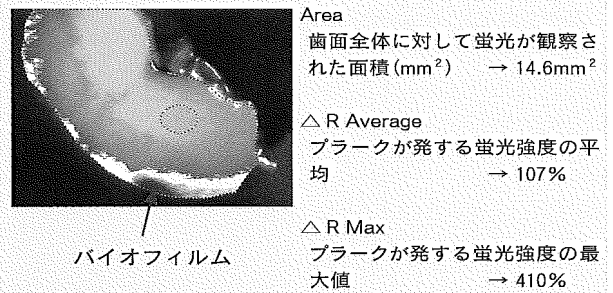 Area
歯面全体に対して蛍光が観察さ
れた面積(mm²) → 14.6mm²
△R Average
プラークが発する蛍光強度の平
均 → 107%
△R Max
プラークが発する蛍光強度の最
大値 → 410%
バイオフィルム